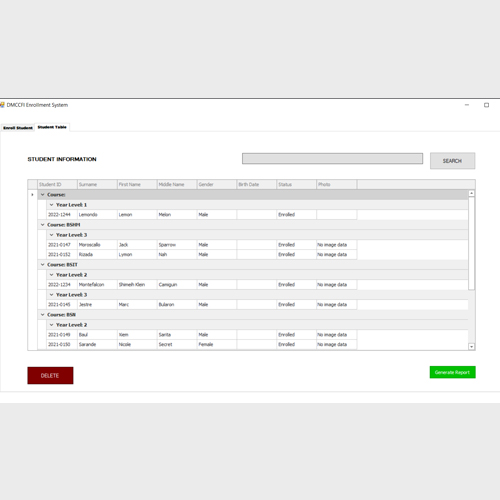 DMCCFI Enrollment System
Enroll Student Student Table
STUDENT INFORMATION SEARCH
Student ID Surname First Name Middle Name Gender Birth Date Status Photo
Course:
Year Level: 1
2022-1244 Lemondo Lemon Melon Male Enrolled
Course: BSHM
Year Level: 3
2021-0147 Moroscallo Jack Sparrow Male Enrolled No image data
2021-0152 Rizada Lymon Nah Male Enrolled No image data
Course: BSIT
Year Level: 2
2022-1234 Montefalcon Shimeih Klein Camguin Male Enrolled No image data
Year Level: 3
2021-0145 Jestre Marc Bularon Male Enrolled No image data
Course: BSN
Year Level: 2
2021-0149 Baul Xiem Santa Male Enrolled No image data
2021-0150 Sarande Nicole Secret Female Enrolled No image data
DELETE Generate Report